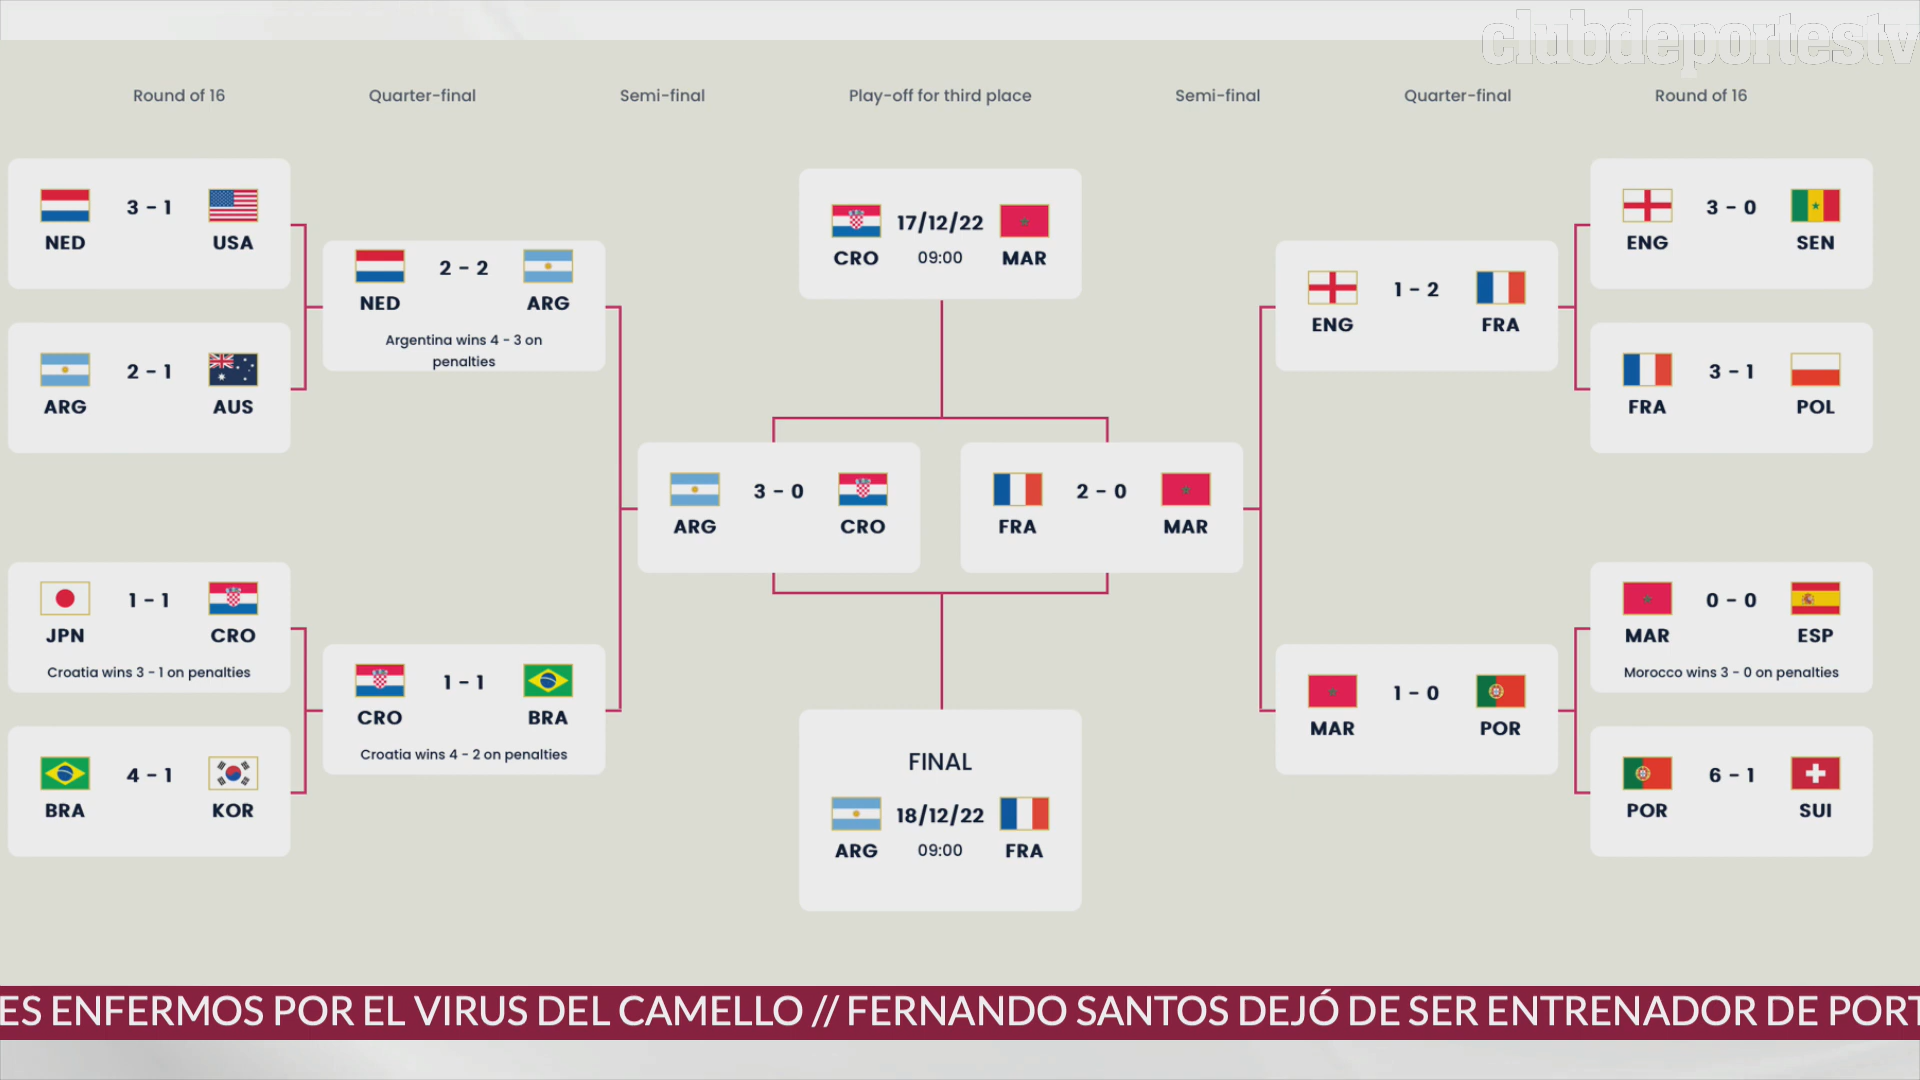 clubdeportestv
Round of 16
Quarter-final
Semi-final
Play-off for third place
Semi-final
Quarter-final
Round of 16
NED 3 - 1 USA
ARG 2 - 1 AUS
JPN 1 - 1 CRO
Croatia wins 3 - 1 on penalties
BRA 4 - 1 KOR
NED 2 - 2 ARG
Argentina wins 4 - 3 on
penalties
CRO 1 - 1 BRA
Croatia wins 4 - 2 on penalties
ARG 3 - 0 CRO
17/12/22
CRO 09:00 MAR
FRA 2 - 0 MAR
FINAL
18/12/22
ARG 09:00 FRA
ENG 1 - 2 FRA
MAR 1 - 0 POR
ENG 3 - 0 SEN
FRA 3 - 1 POL
MAR 0 - 0 ESP
Morocco wins 3 - 0 on penalties
POR 6 - 1 SUI
ES ENFERMOS POR EL VIRUS DEL CAMELLO // FERNANDO SANTOS DEJÓ DE SER ENTRENADOR DE PORT